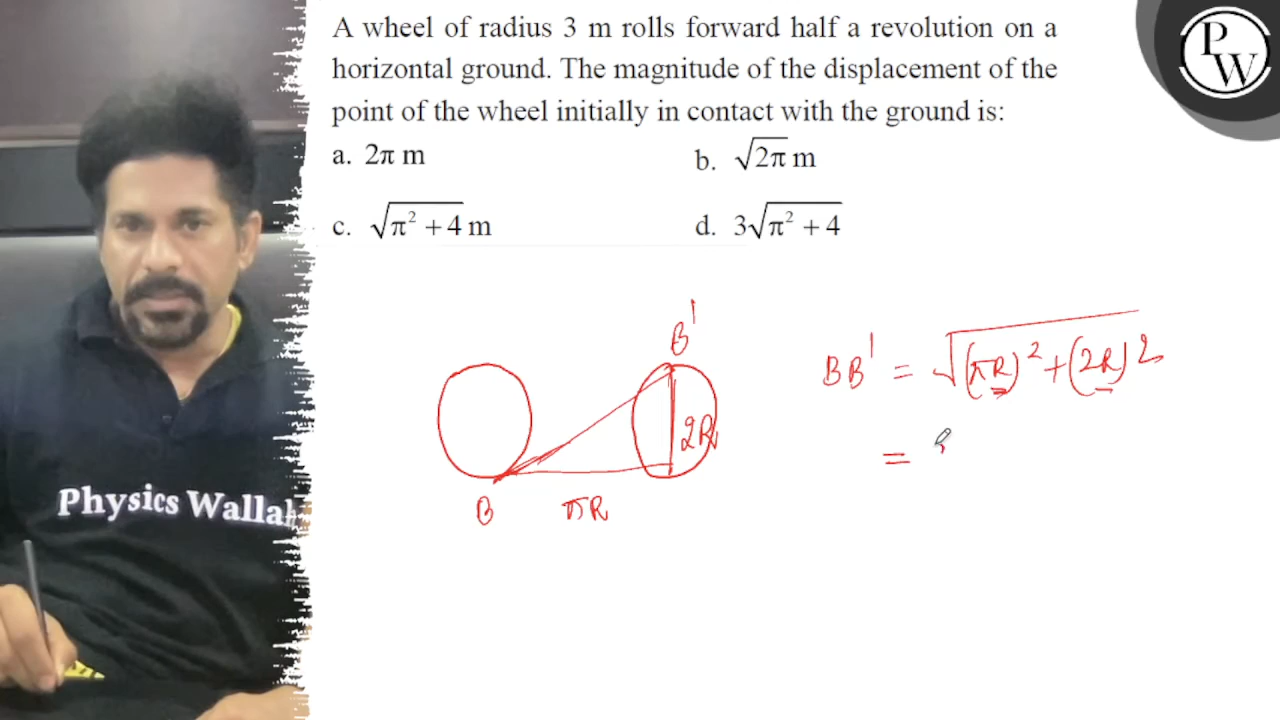 A wheel of radius 3 m rolls forward half a revolution on a
horizontal ground. The magnitude of the displacement of the
point of the wheel initially in contact with the ground is:
a. 2π m
b. √2π m
c. √π² + 4 m
d. 3√π² + 4
PW
B'
2R
B
πR
BB' = √(πR)² + (2R)²
=
Physics Wallah